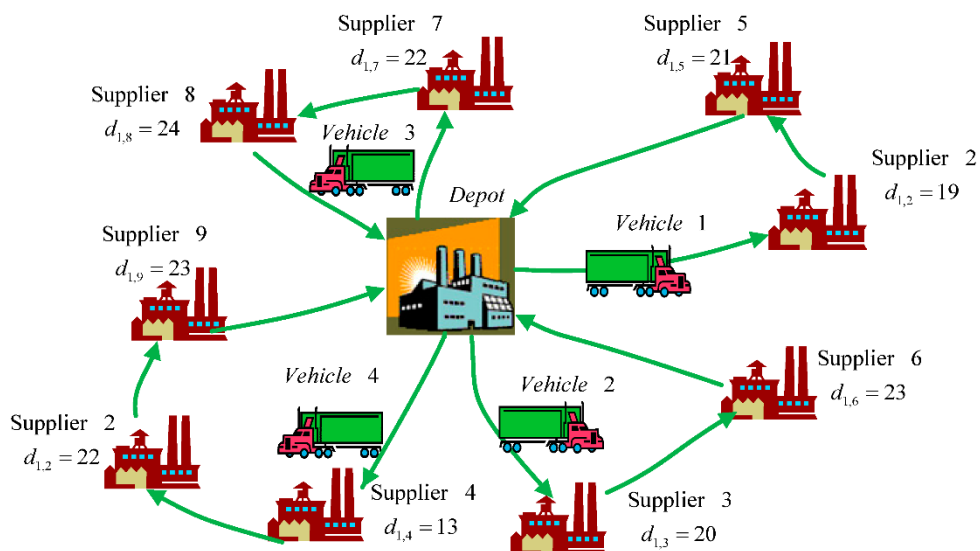 Supplier 7
d1,7 = 22
Supplier 5
d1,5 = 21
Supplier 8
d1,8 = 24
Vehicle 3
Supplier 2
d1,2 = 19
Depot
Vehicle 1
Supplier 9
d1,9 = 23
Supplier 6
d1,6 = 23
Vehicle 4
Vehicle 2
Supplier 2
d1,2 = 22
Supplier 4
d1,4 = 13
Supplier 3
d1,3 = 20